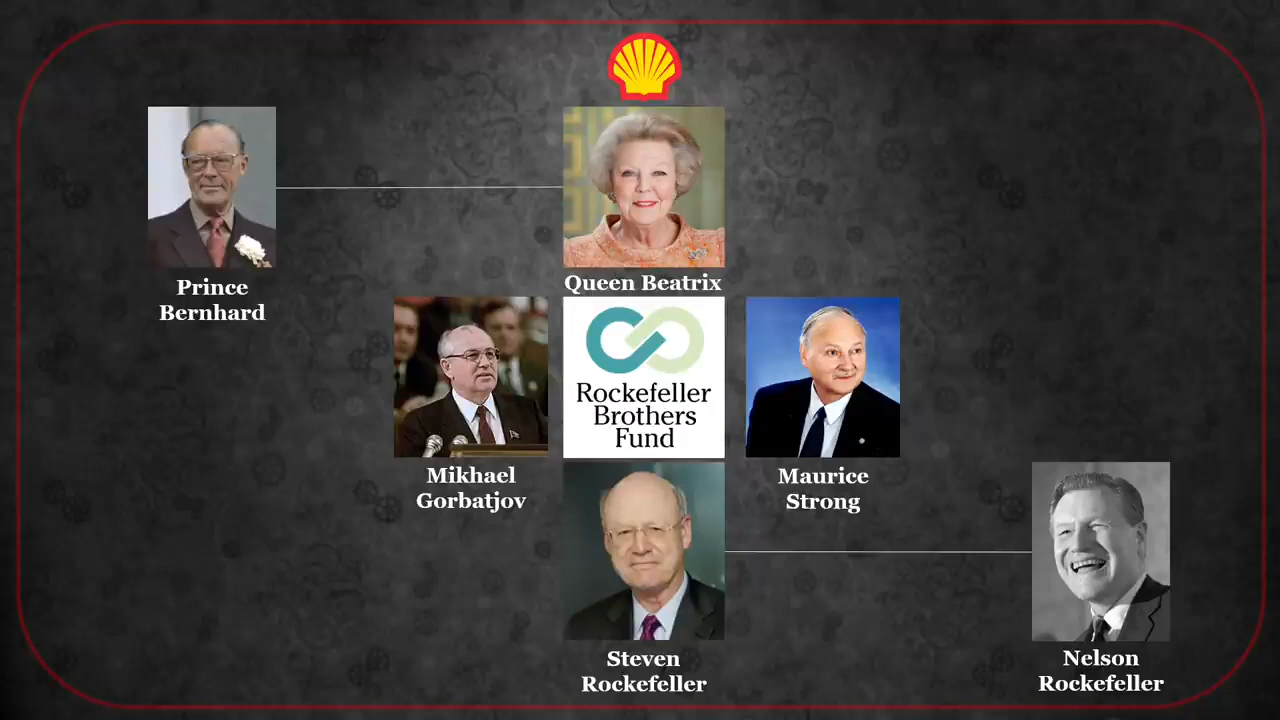 Prince
Bernhard
Queen Beatrix
Rockefeller
Brothers
Fund
Mikhael
Gorbatjov
Maurice
Strong
Steven
Rockefeller
Nelson
Rockefeller